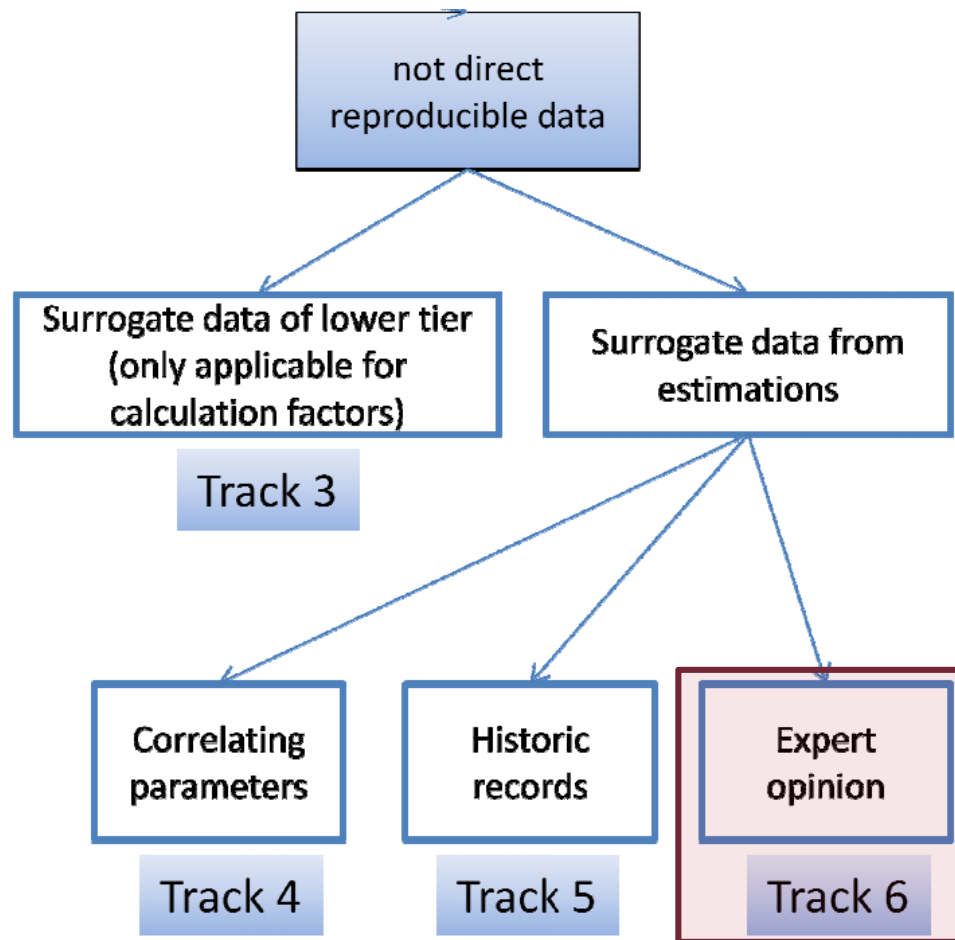 not direct
reproducible data
Surrogate data of lower tier
(only applicable for
calculation factors)
Surrogate data from
estimations
Track 3
Correlating
parameters
Historic
records
Expert
opinion
Track 4
Track 5
Track 6